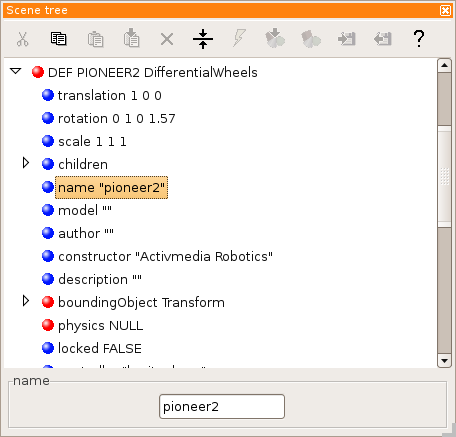 Scene tree
?
DEF PIONEER2 DifferentialWheels
translation 1 0 0
rotation 0 1 0 1.57
scale 1 1 1
children
name "pioneer2"
model ""
author ""
constructor "Activmedia Robotics"
description ""
boundingObject Transform
physics NULL
locked FALSE
name
pioneer2